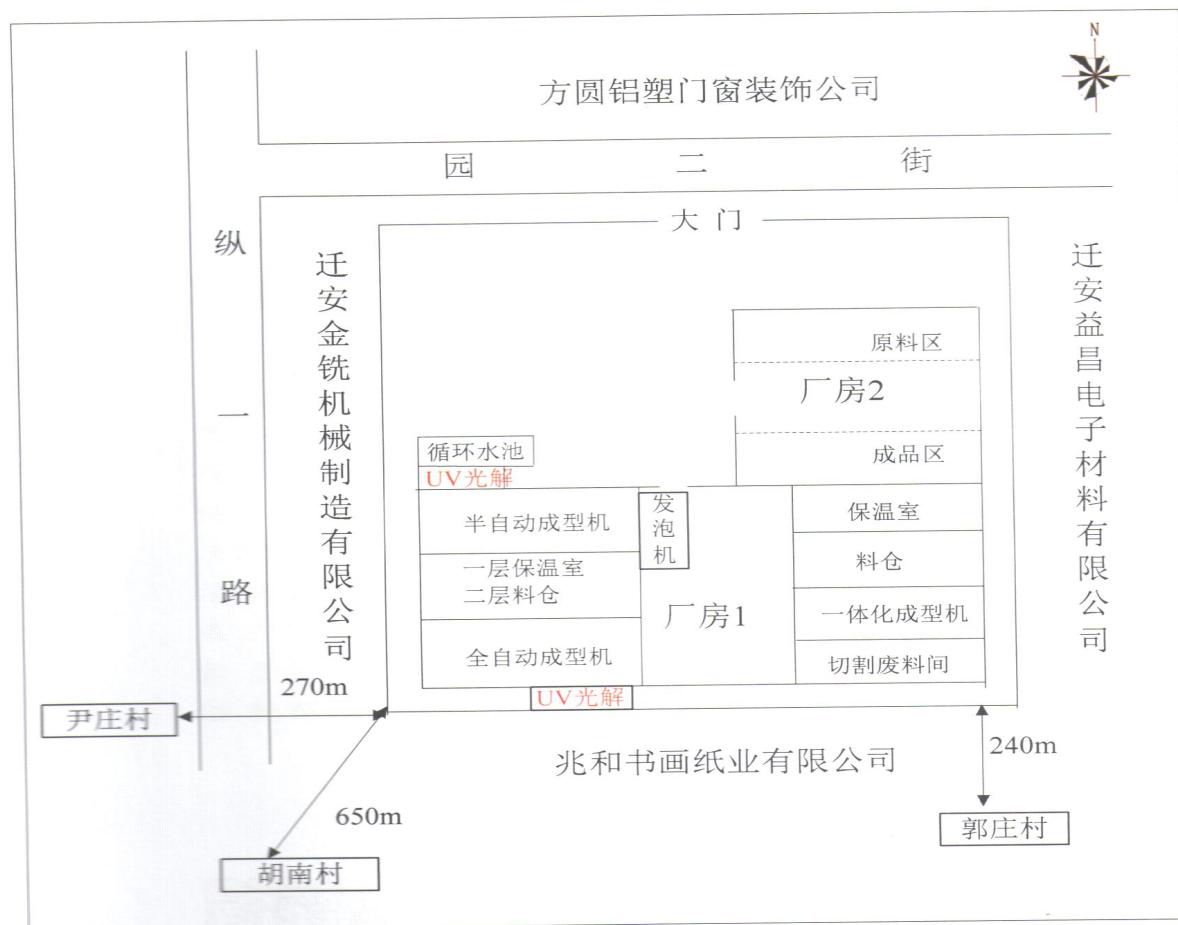 N
方圆铝塑门窗装饰公司
园二街
大门
纵一路
迁安金铣机械制造有限公司
迁安益昌电子材料有限公司
原料区
厂房2
成品区
循环水池
UV光解
半自动成型机
发泡机
保温室
一层保温室
二层料仓
料仓
厂房1
一体化成型机
全自动成型机
切割废料间
UV光解
270m
尹庄村
兆和书画纸业有限公司
240m
650m
郭庄村
胡南村